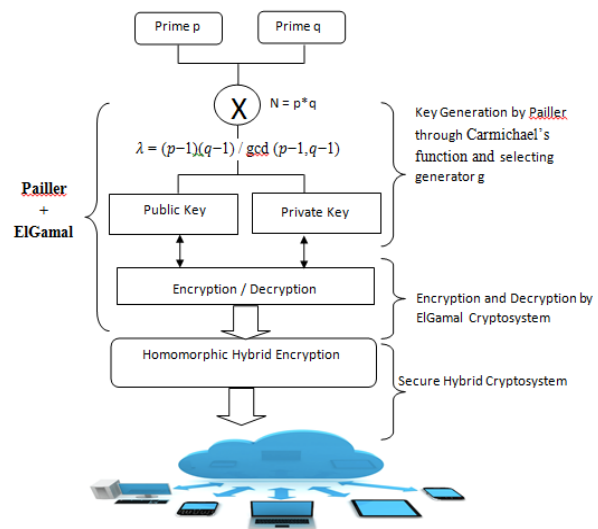 Prime p
Prime q
X
N = p*q
λ = (p−1)(q−1) / gcd (p−1,q−1)
Key Generation by Pailler
through Carmichael's
function and selecting
generator g
Pailler
+
ElGamal
Public Key
Private Key
Encryption / Decryption
Encryption and Decryption by
ElGamal Cryptosystem
Homomorphic Hybrid Encryption
Secure Hybrid Cryptosystem